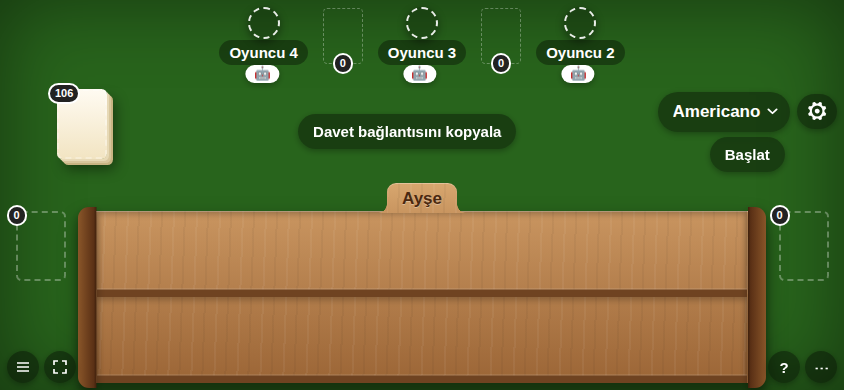 Oyuncu 4
0
Oyuncu 3
0
Oyuncu 2
106
Davet bağlantısını kopyala
Americano
Başlat
Ayşe
0
0
?
...